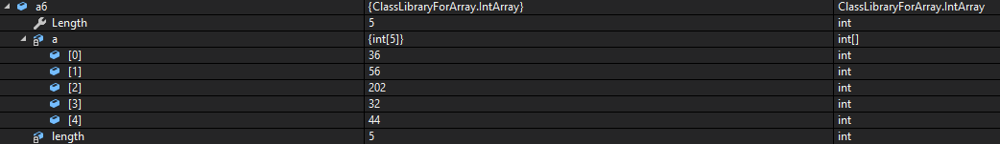 a6 {ClassLibraryForArray.IntArray} ClassLibraryForArray.IntArray
Length 5 int
a {int[5]} int[]
[0] 36 int
[1] 56 int
[2] 202 int
[3] 32 int
[4] 44 int
length 5 int